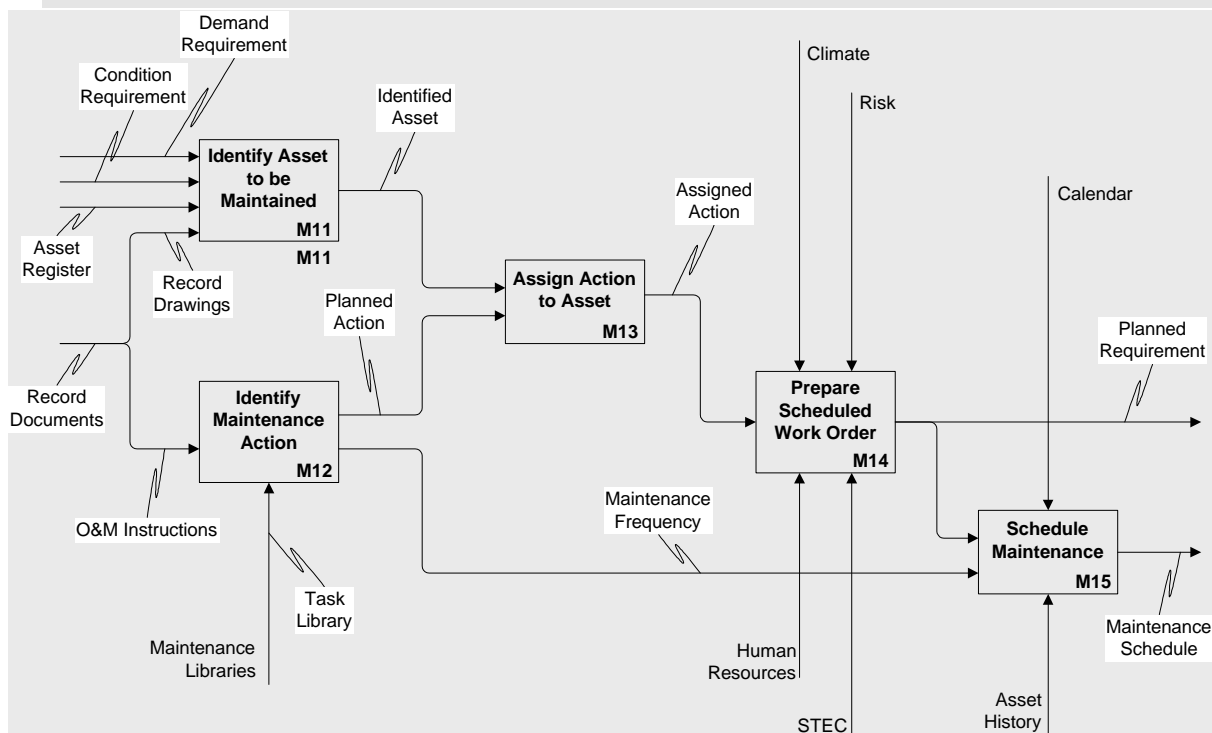 Demand
Requirement
Climate
Condition
Requirement
Identified
Asset
Risk
Identify Asset
to be
Maintained
M11
M11
Assigned
Action
Calendar
Asset
Register
Record
Drawings
Planned
Action
Assign Action
to Asset
M13
Planned
Requirement
Record
Documents
Identify
Maintenance
Action
M12
Prepare
Scheduled
Work Order
M14
O&M Instructions
Maintenance
Frequency
Schedule
Maintenance
M15
Task
Library
Maintenance
Libraries
Human
Resources
Maintenance
Schedule
STEC
Asset
History